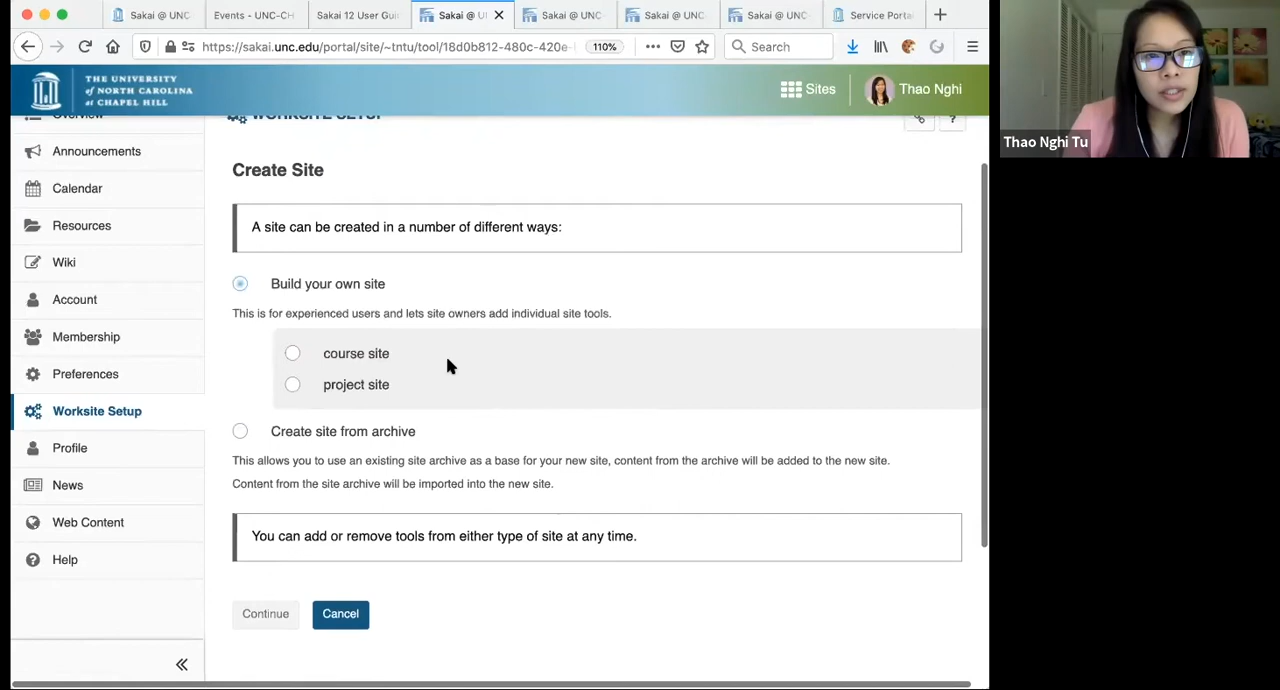 Sakai @ UNC
Events - UNC-CH
Sakai 12 User Gui
Sakai @ U
Sakai @ UNC
Sakai @ UNC
Sakai @ UNC
Service Porta
https://sakai.unc.edu/portal/site/~tntu/tool/18d0b812-480c-420e-
110%
Search
THE UNIVERSITY
of NORTH CAROLINA
at CHAPEL HILL
Sites
Thao Nghi
Thao Nghi Tu
Overview
WORKSITE SETUP
?
Announcements
Calendar
Resources
Wiki
Account
Membership
Preferences
Worksite Setup
Profile
News
Web Content
Help
Create Site
A site can be created in a number of different ways:
Build your own site
This is for experienced users and lets site owners add individual site tools.
course site
project site
Create site from archive
This allows you to use an existing site archive as a base for your new site, content from the archive will be added to the new site.
Content from the site archive will be imported into the new site.
You can add or remove tools from either type of site at any time.
Continue
Cancel